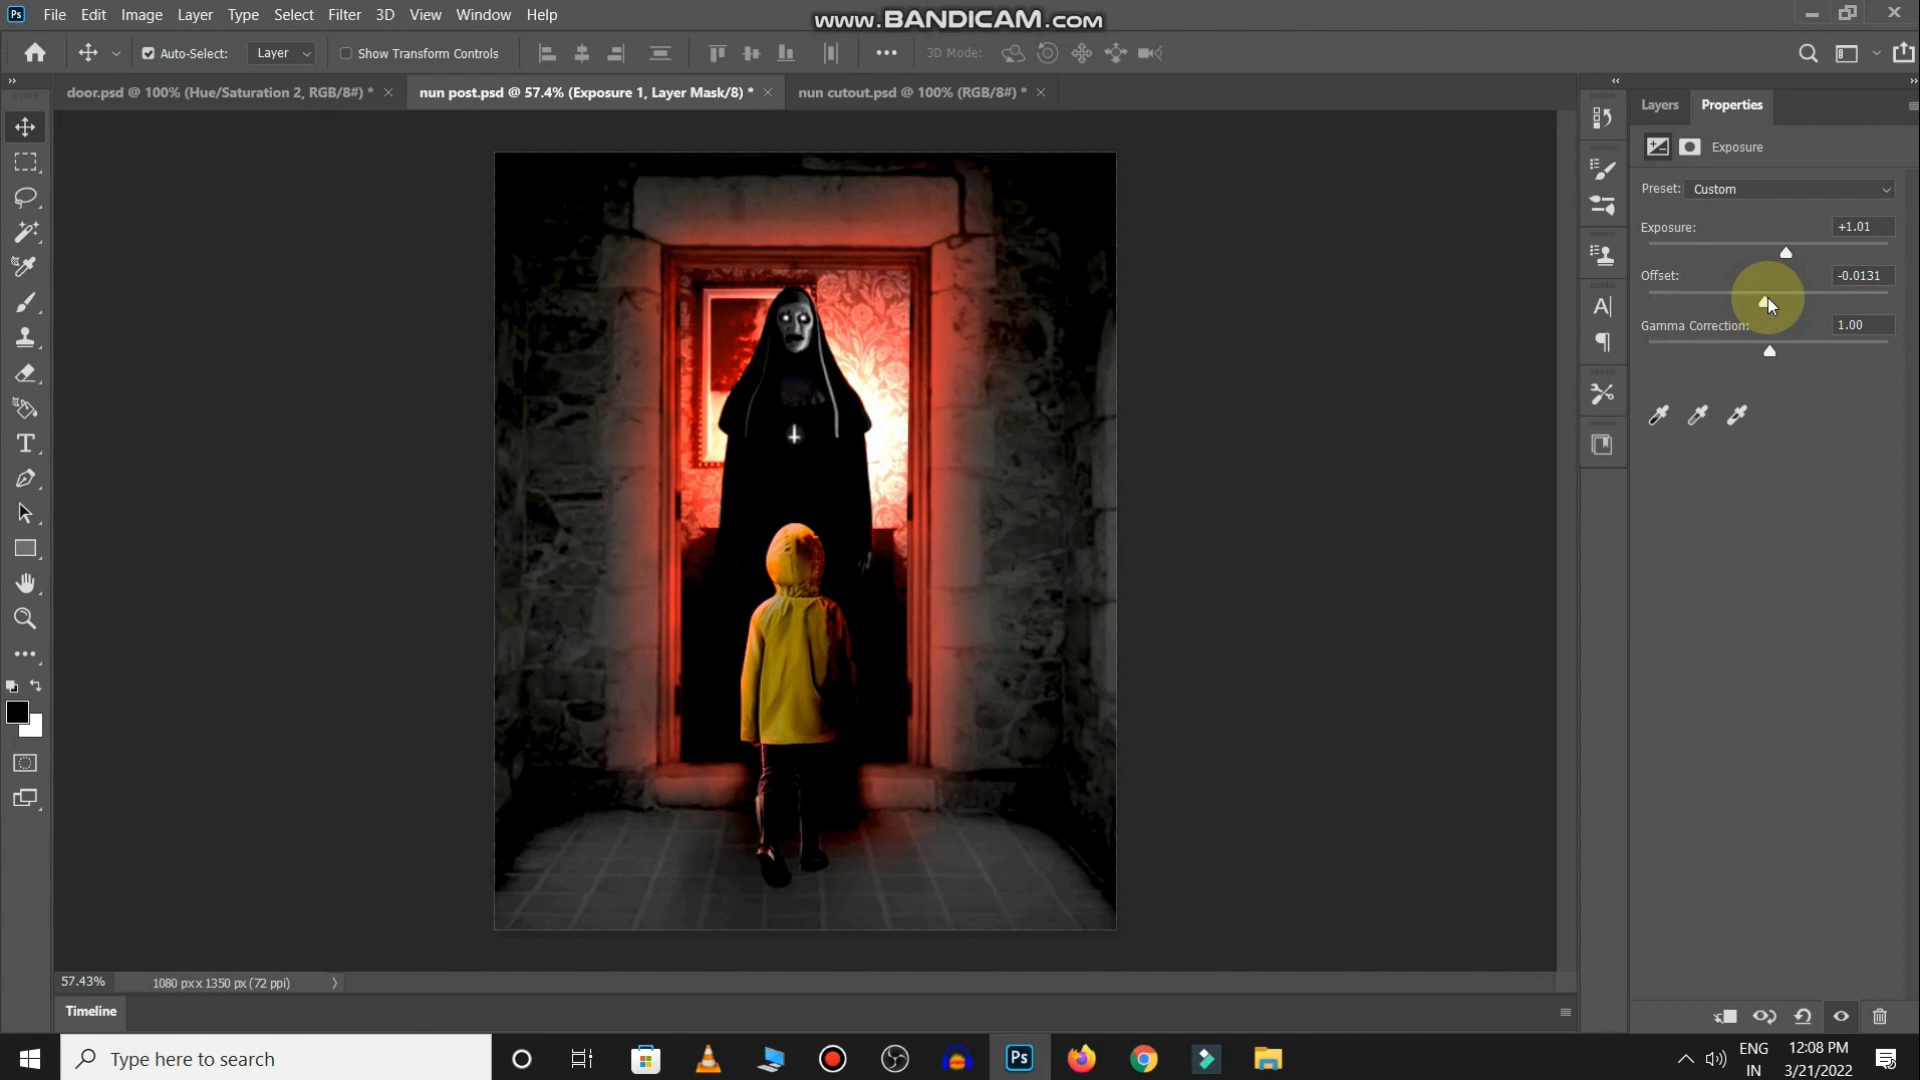 Ps File Edit Image Layer Type Select Filter 3D View Window Help
www.BANDICAM.com
Auto-Select: Layer Show Transform Controls 3D Mode:
door.psd @ 100% (Hue/Saturation 2, RGB/8#) *
nun post.psd @ 57.4% (Exposure 1, Layer Mask/8) *
nun cutout.psd @ 100% (RGB/8#) *
Layers Properties
Exposure
Preset: Custom
Exposure: +1.01
Offset: -0.0131
Gamma Correction: 1.00
57.43% 1080 px x 1350 px (72 ppi)
Timeline
Type here to search
Ps
ENG
IN
12:08 PM
3/21/2022